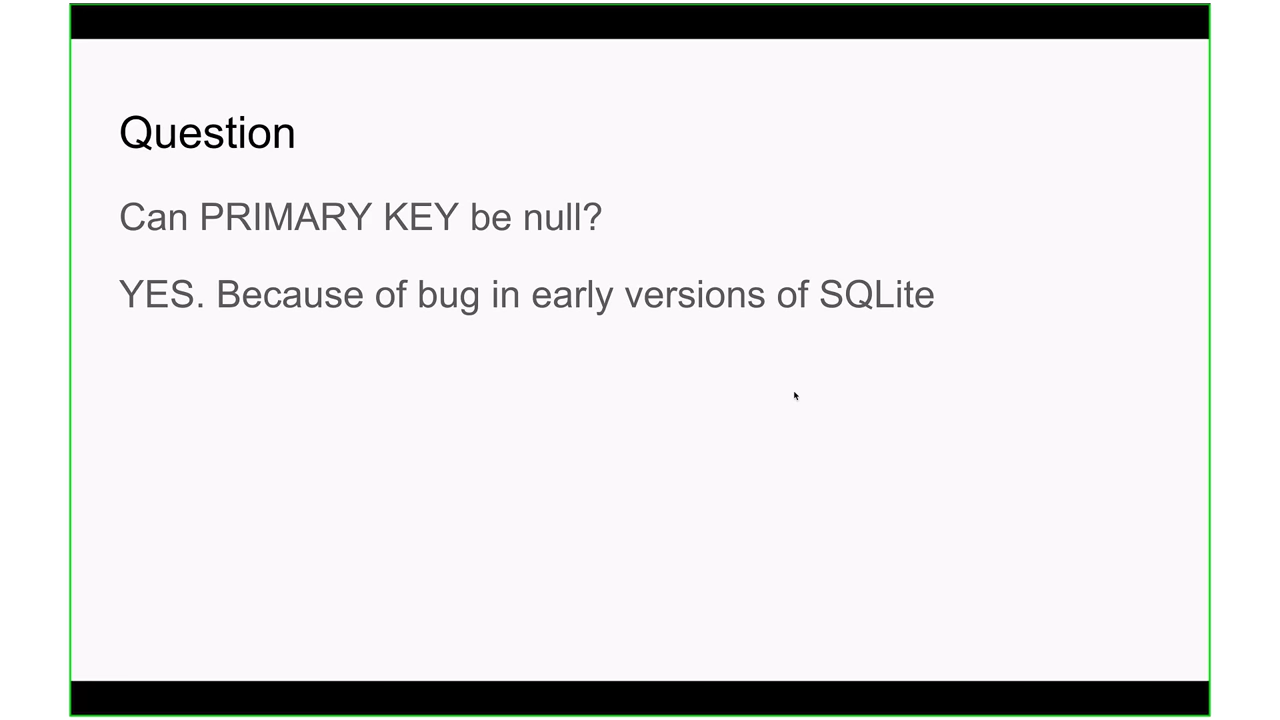 Question
Can PRIMARY KEY be null?
YES. Because of bug in early versions of SQLite